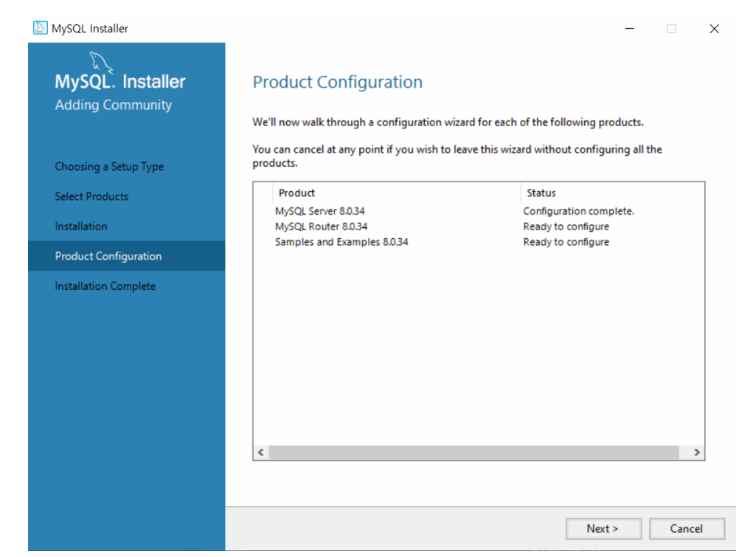 MySQL Installer
MySQL. Installer
Adding Community
Choosing a Setup Type
Select Products
Installation
Product Configuration
Installation Complete
Product Configuration
We'll now walk through a configuration wizard for each of the following products.
You can cancel at any point if you wish to leave this wizard without configuring all the
products.
Product Status
MySQL Server 8.0.34 Configuration complete.
MySQL Router 8.0.34 Ready to configure
Samples and Examples 8.0.34 Ready to configure
Next > Cancel